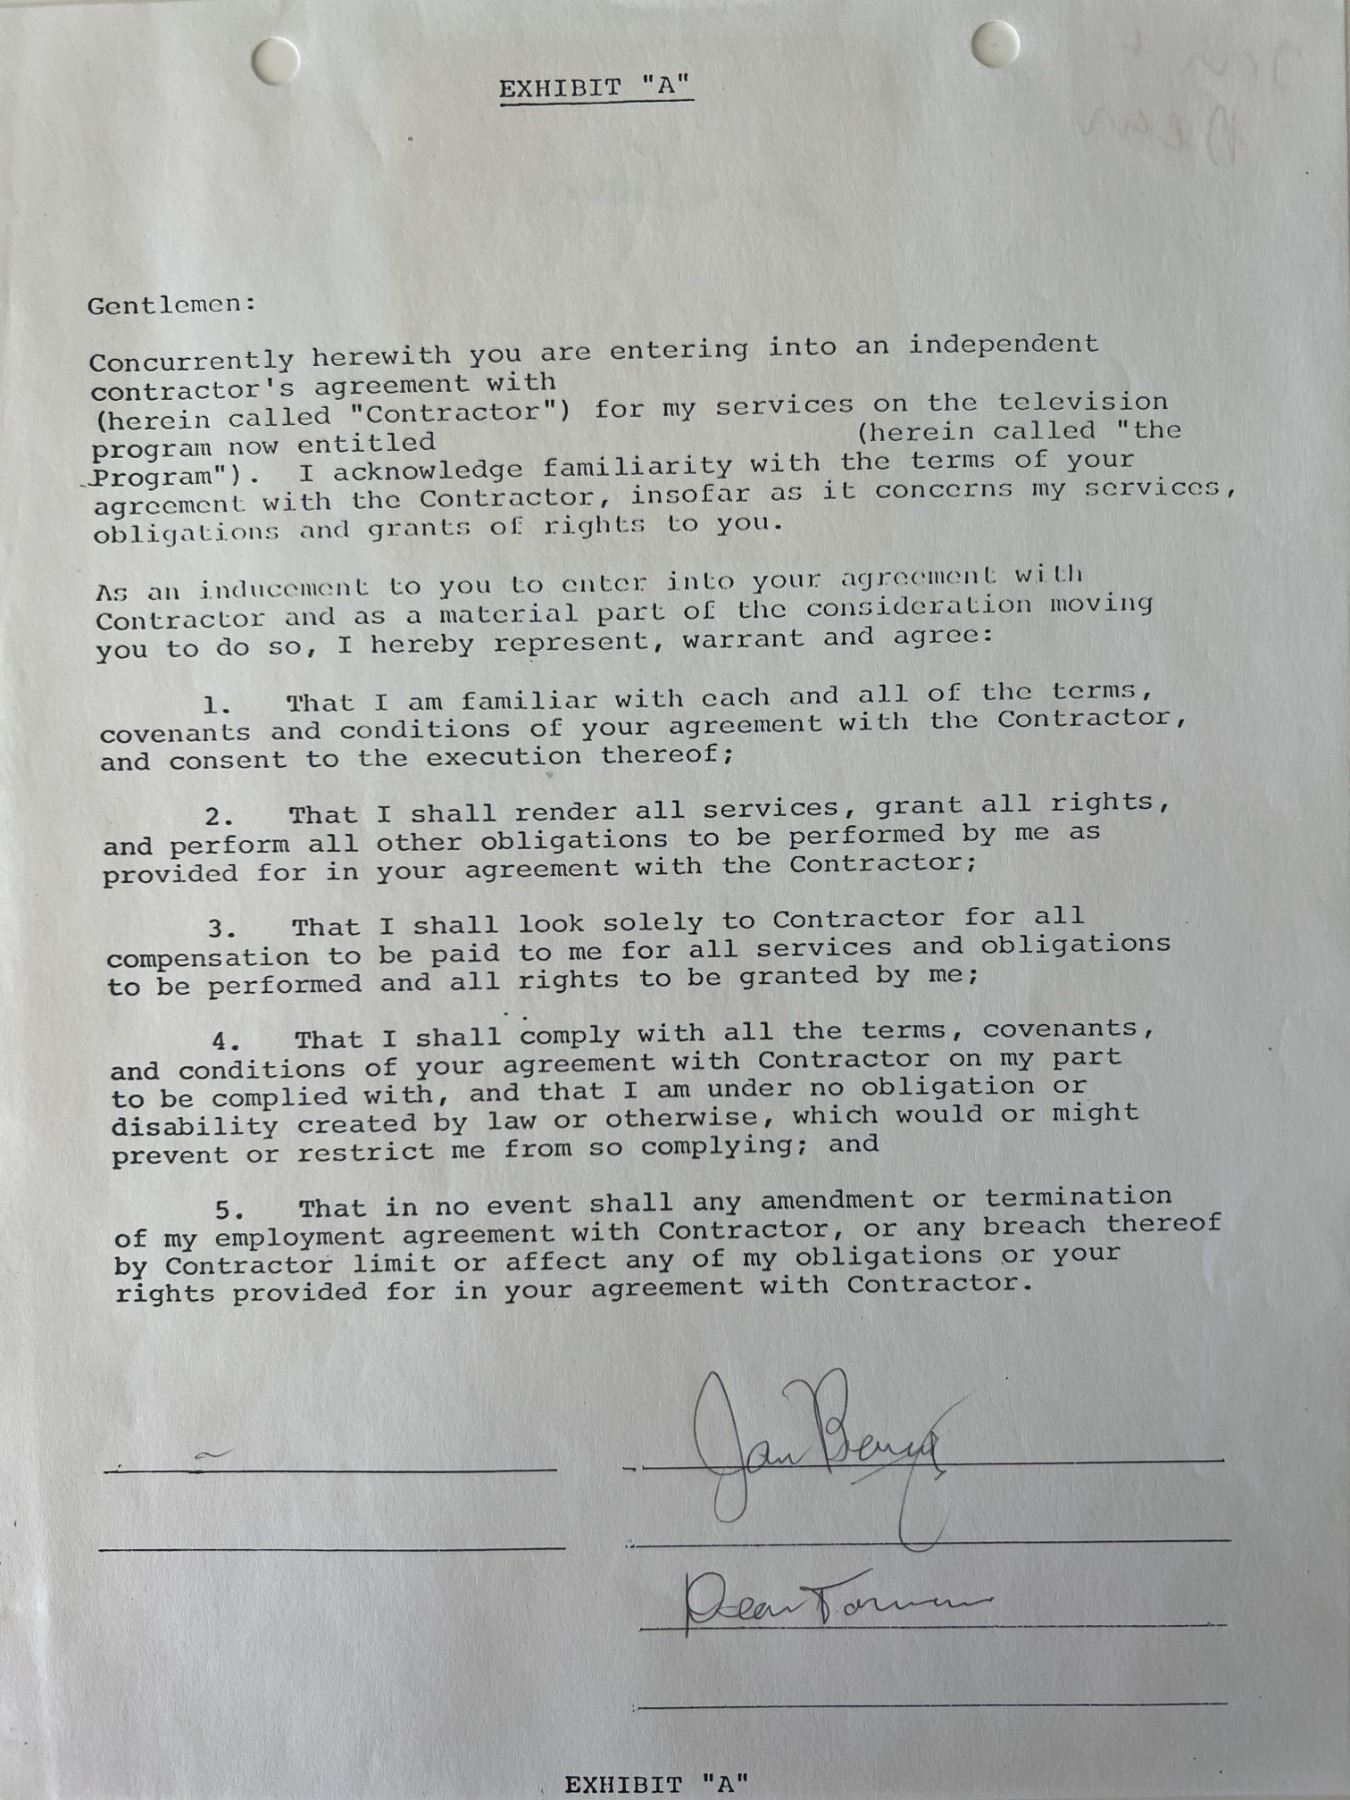 EXHIBIT "A"
Gentlemen:
Concurrently herewith you are entering into an independent
contractor's agreement with
(herein called "Contractor") for my services on the television
program now entitled (herein called "the
Program"). I acknowledge familiarity with the terms of your
agreement with the Contractor, insofar as it concerns my services,
obligations and grants of rights to you.
As an inducement to you to enter into your agreement with
Contractor and as a material part of the consideration moving
you to do so, I hereby represent, warrant and agree:
1. That I am familiar with each and all of the terms,
covenants and conditions of your agreement with the Contractor,
and consent to the execution thereof;
2. That I shall render all services, grant all rights,
and perform all other obligations to be performed by me as
provided for in your agreement with the Contractor;
3. That I shall look solely to Contractor for all
compensation to be paid to me for all services and obligations
to be performed and all rights to be granted by me;
4. That I shall comply with all the terms, covenants,
and conditions of your agreement with Contractor on my part
to be complied with, and that I am under no obligation or
disability created by law or otherwise, which would or might
prevent or restrict me from so complying; and
5. That in no event shall any amendment or termination
of my employment agreement with Contractor, or any breach thereof
by Contractor limit or affect any of my obligations or your
rights provided for in your agreement with Contractor.
Jan Berry
Dean Torrence
EXHIBIT "A"